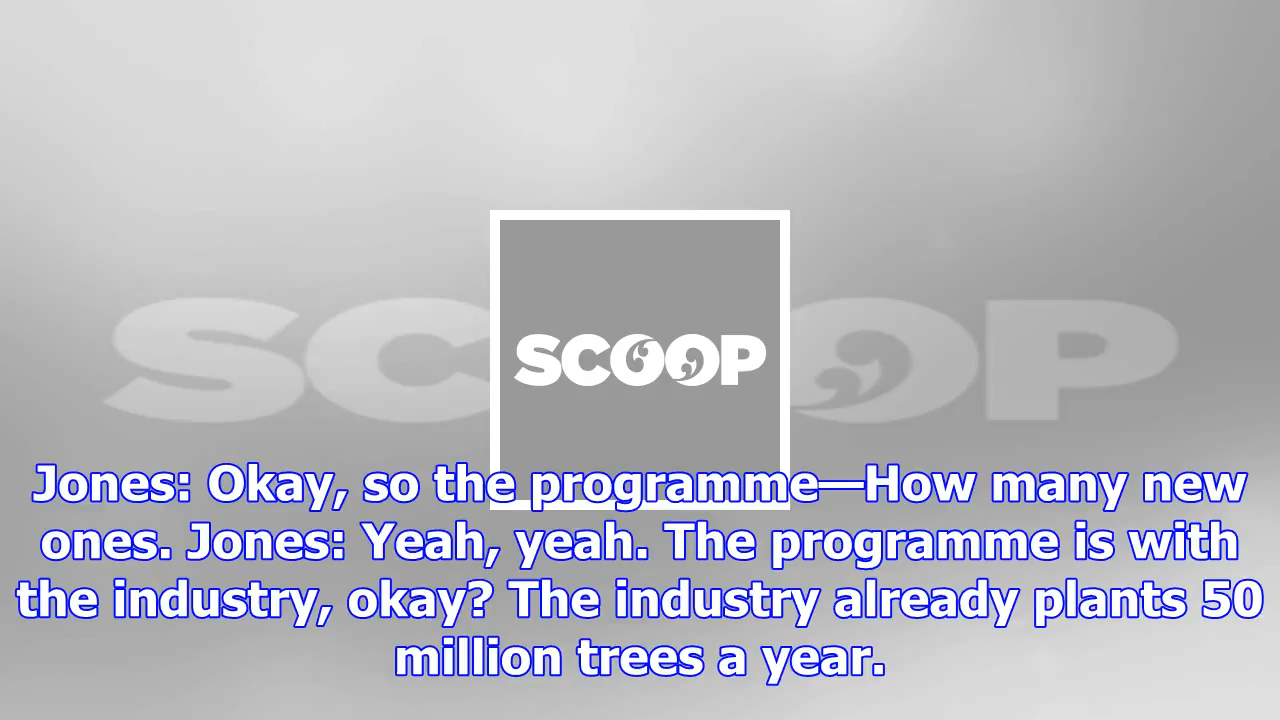 SCOOP
SCOOP
Jones: Okay, so the programme—How many new
ones. Jones: Yeah, yeah. The programme is with
the industry, okay? The industry already plants 50
million trees a year.